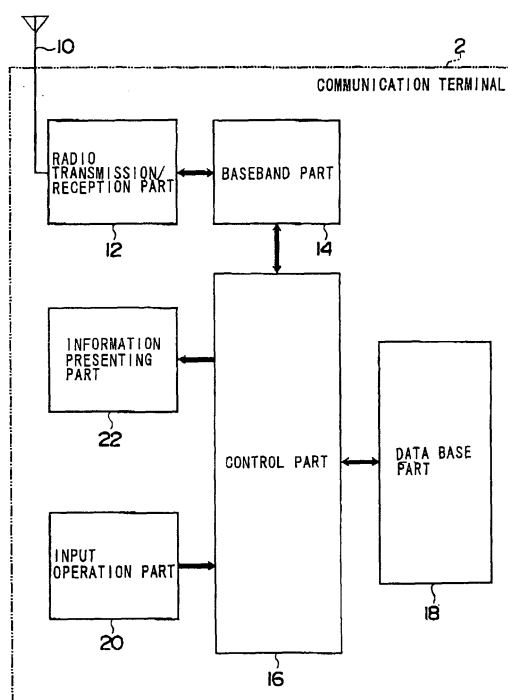 10
2
COMMUNICATION TERMINAL
RADIO
TRANSMISSION/
RECEPTION PART
BASEBAND PART
12
14
INFORMATION
PRESENTING
PART
22
CONTROL PART
DATA BASE
PART
INPUT
OPERATION PART
18
20
16